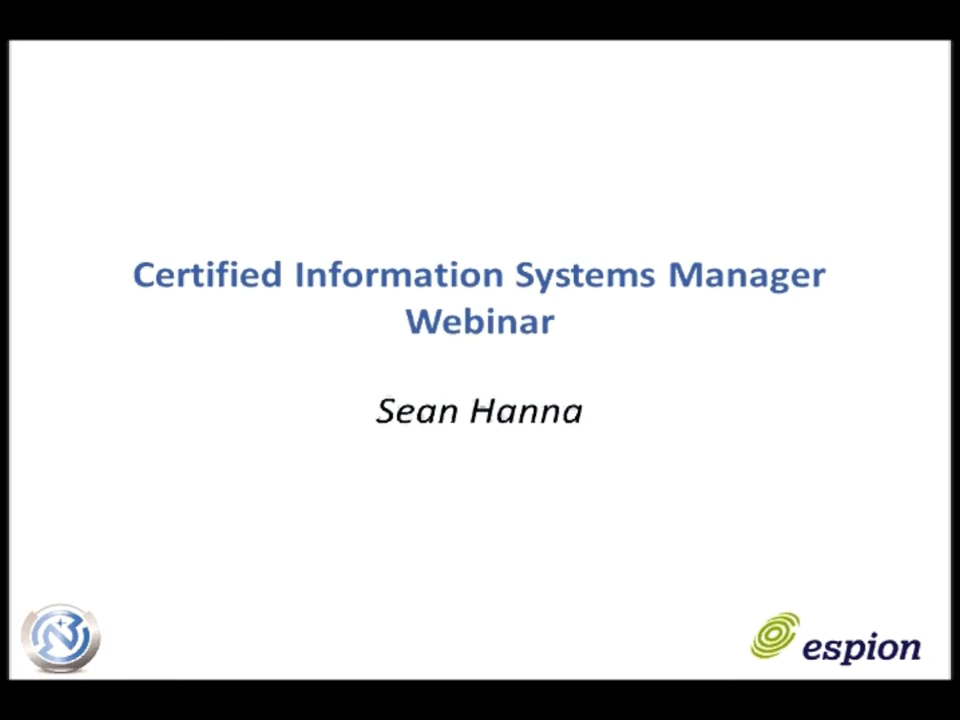 Certified Information Systems Manager
Webinar
Sean Hanna
espion